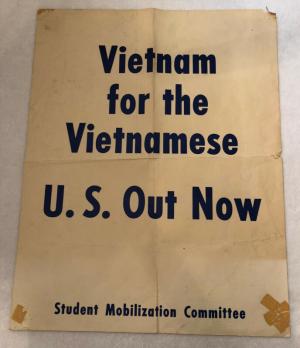 Vietnam
for the
Vietnamese
U. S. Out Now
Student Mobilization Committee